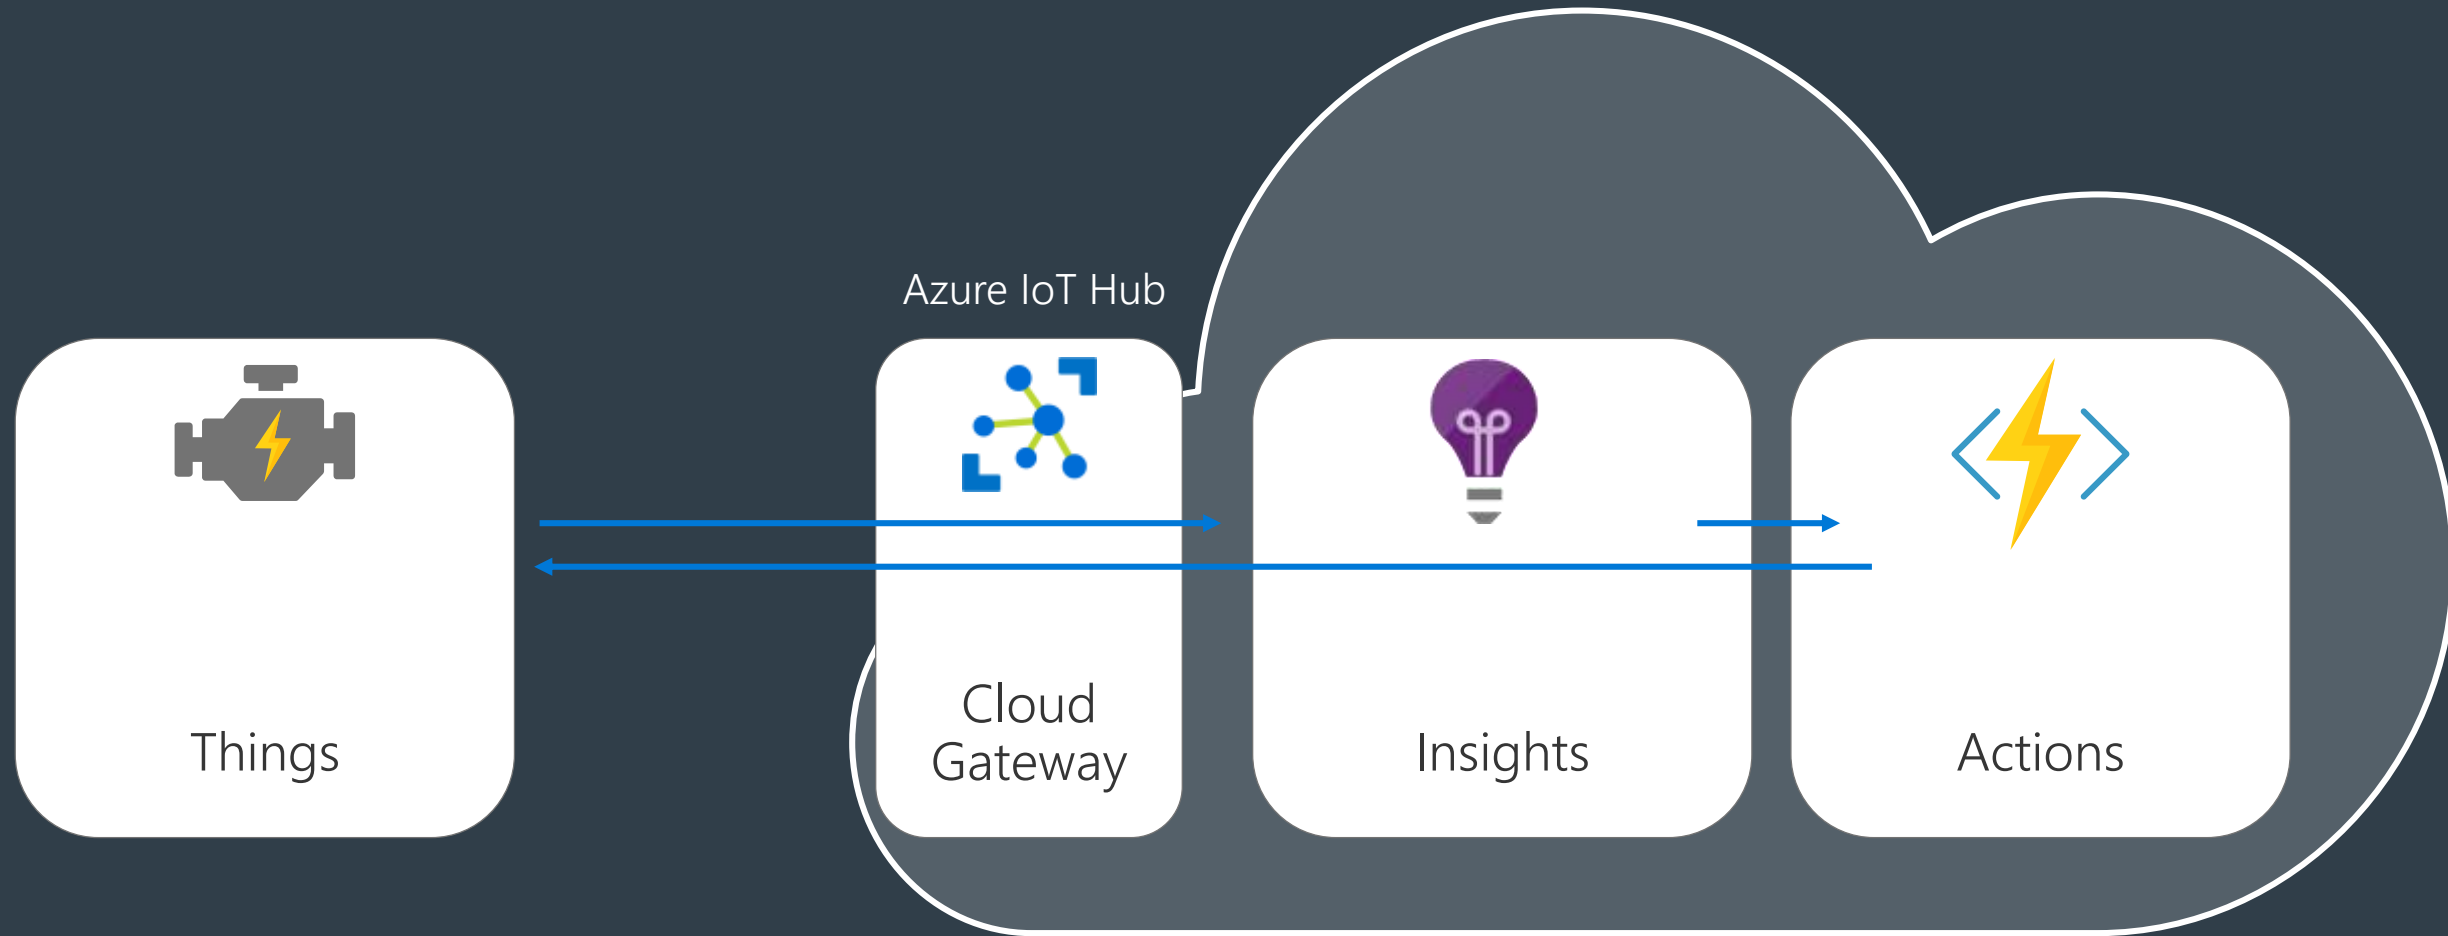 Azure IoT Hub
Things
Cloud
Gateway
Insights
Actions